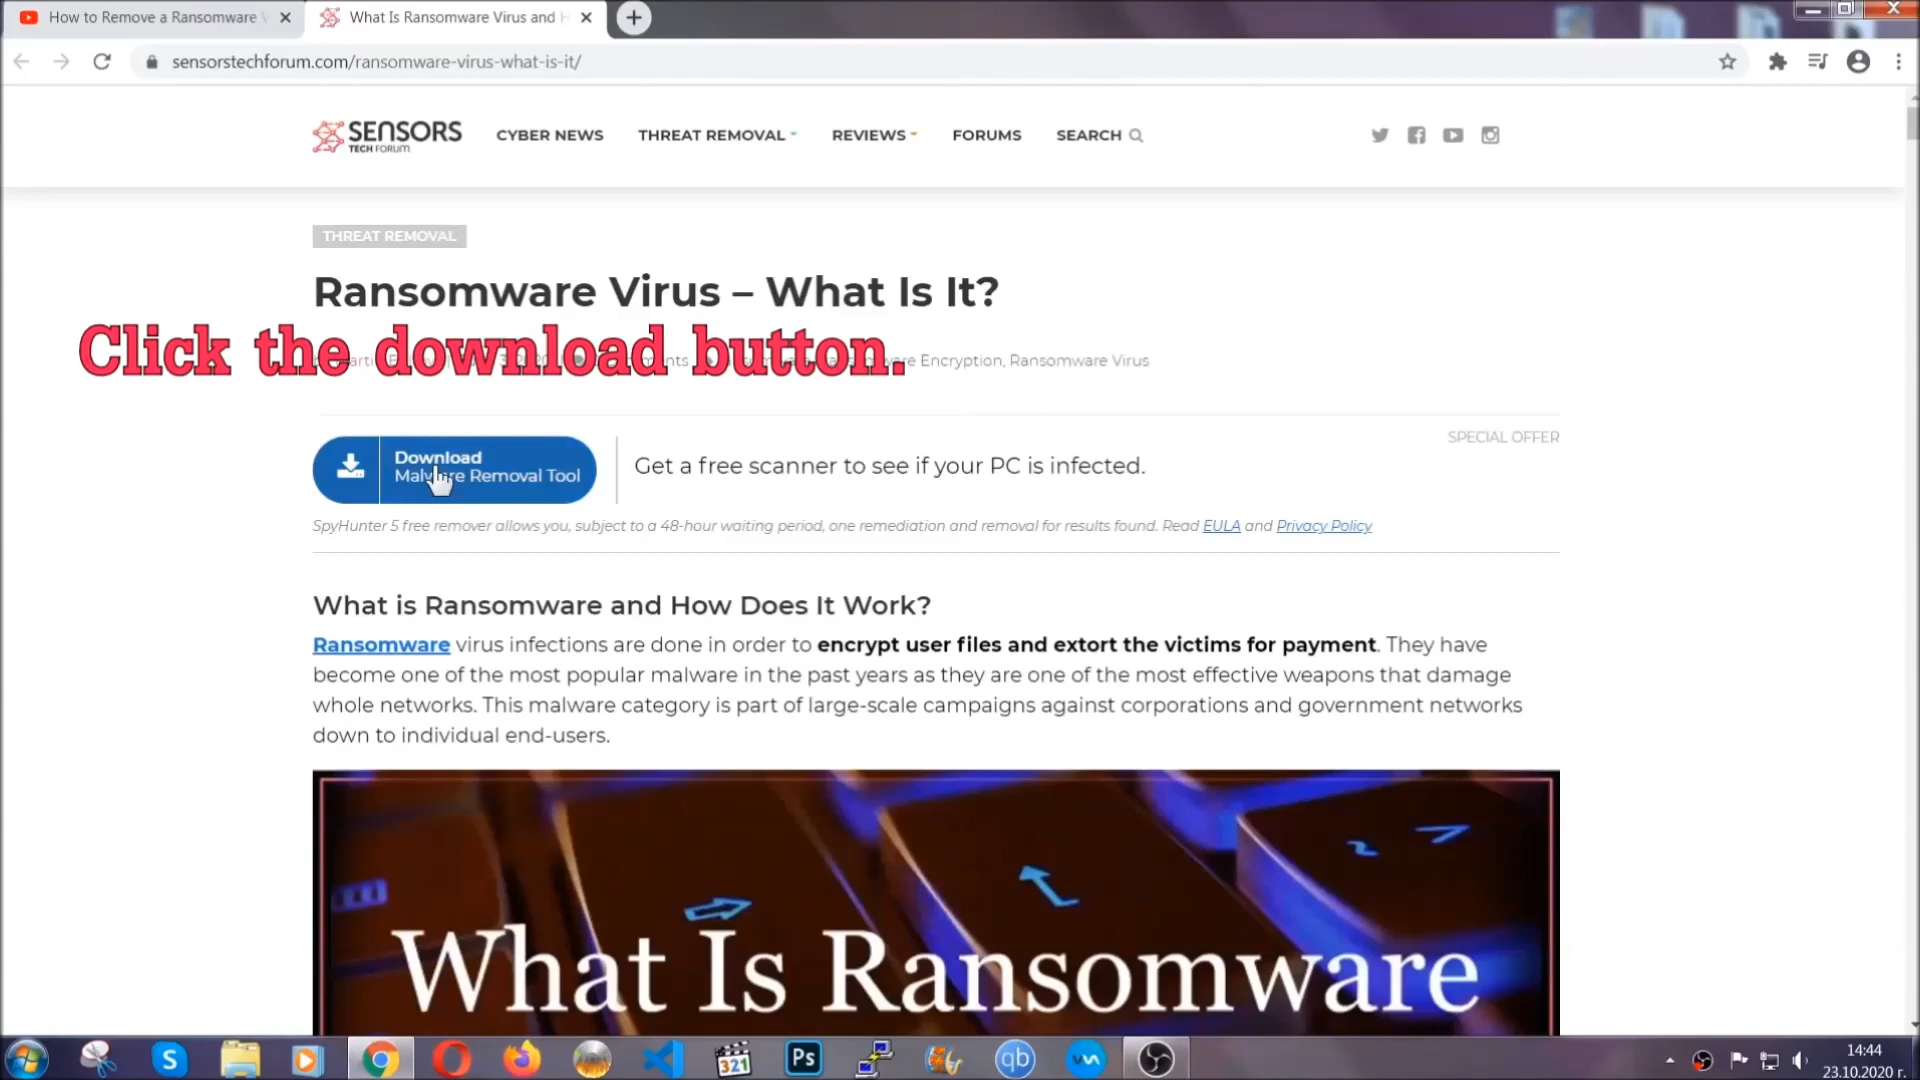 How to Remove a Ransomware
What Is Ransomware Virus and H
sensorstechforum.com/ransomware-virus-what-is-it/
SENSORS
TECH FORUM
CYBER NEWS
THREAT REMOVAL
REVIEWS
FORUMS
SEARCH
THREAT REMOVAL
Ransomware Virus – What Is It?
Click the download button.
Encryption, Ransomware Virus
SPECIAL OFFER
Download
Malware Removal Tool
Get a free scanner to see if your PC is infected.
SpyHunter 5 free remover allows you, subject to a 48-hour waiting period, one remediation and removal for results found. Read EULA and Privacy Policy
What is Ransomware and How Does It Work?
Ransomware virus infections are done in order to encrypt user files and extort the victims for payment. They have
become one of the most popular malware in the past years as they are one of the most effective weapons that damage
whole networks. This malware category is part of large-scale campaigns against corporations and government networks
down to individual end-users.
What Is Ransomware
S
321
Ps
qb
14:44
23.10.2020 г.